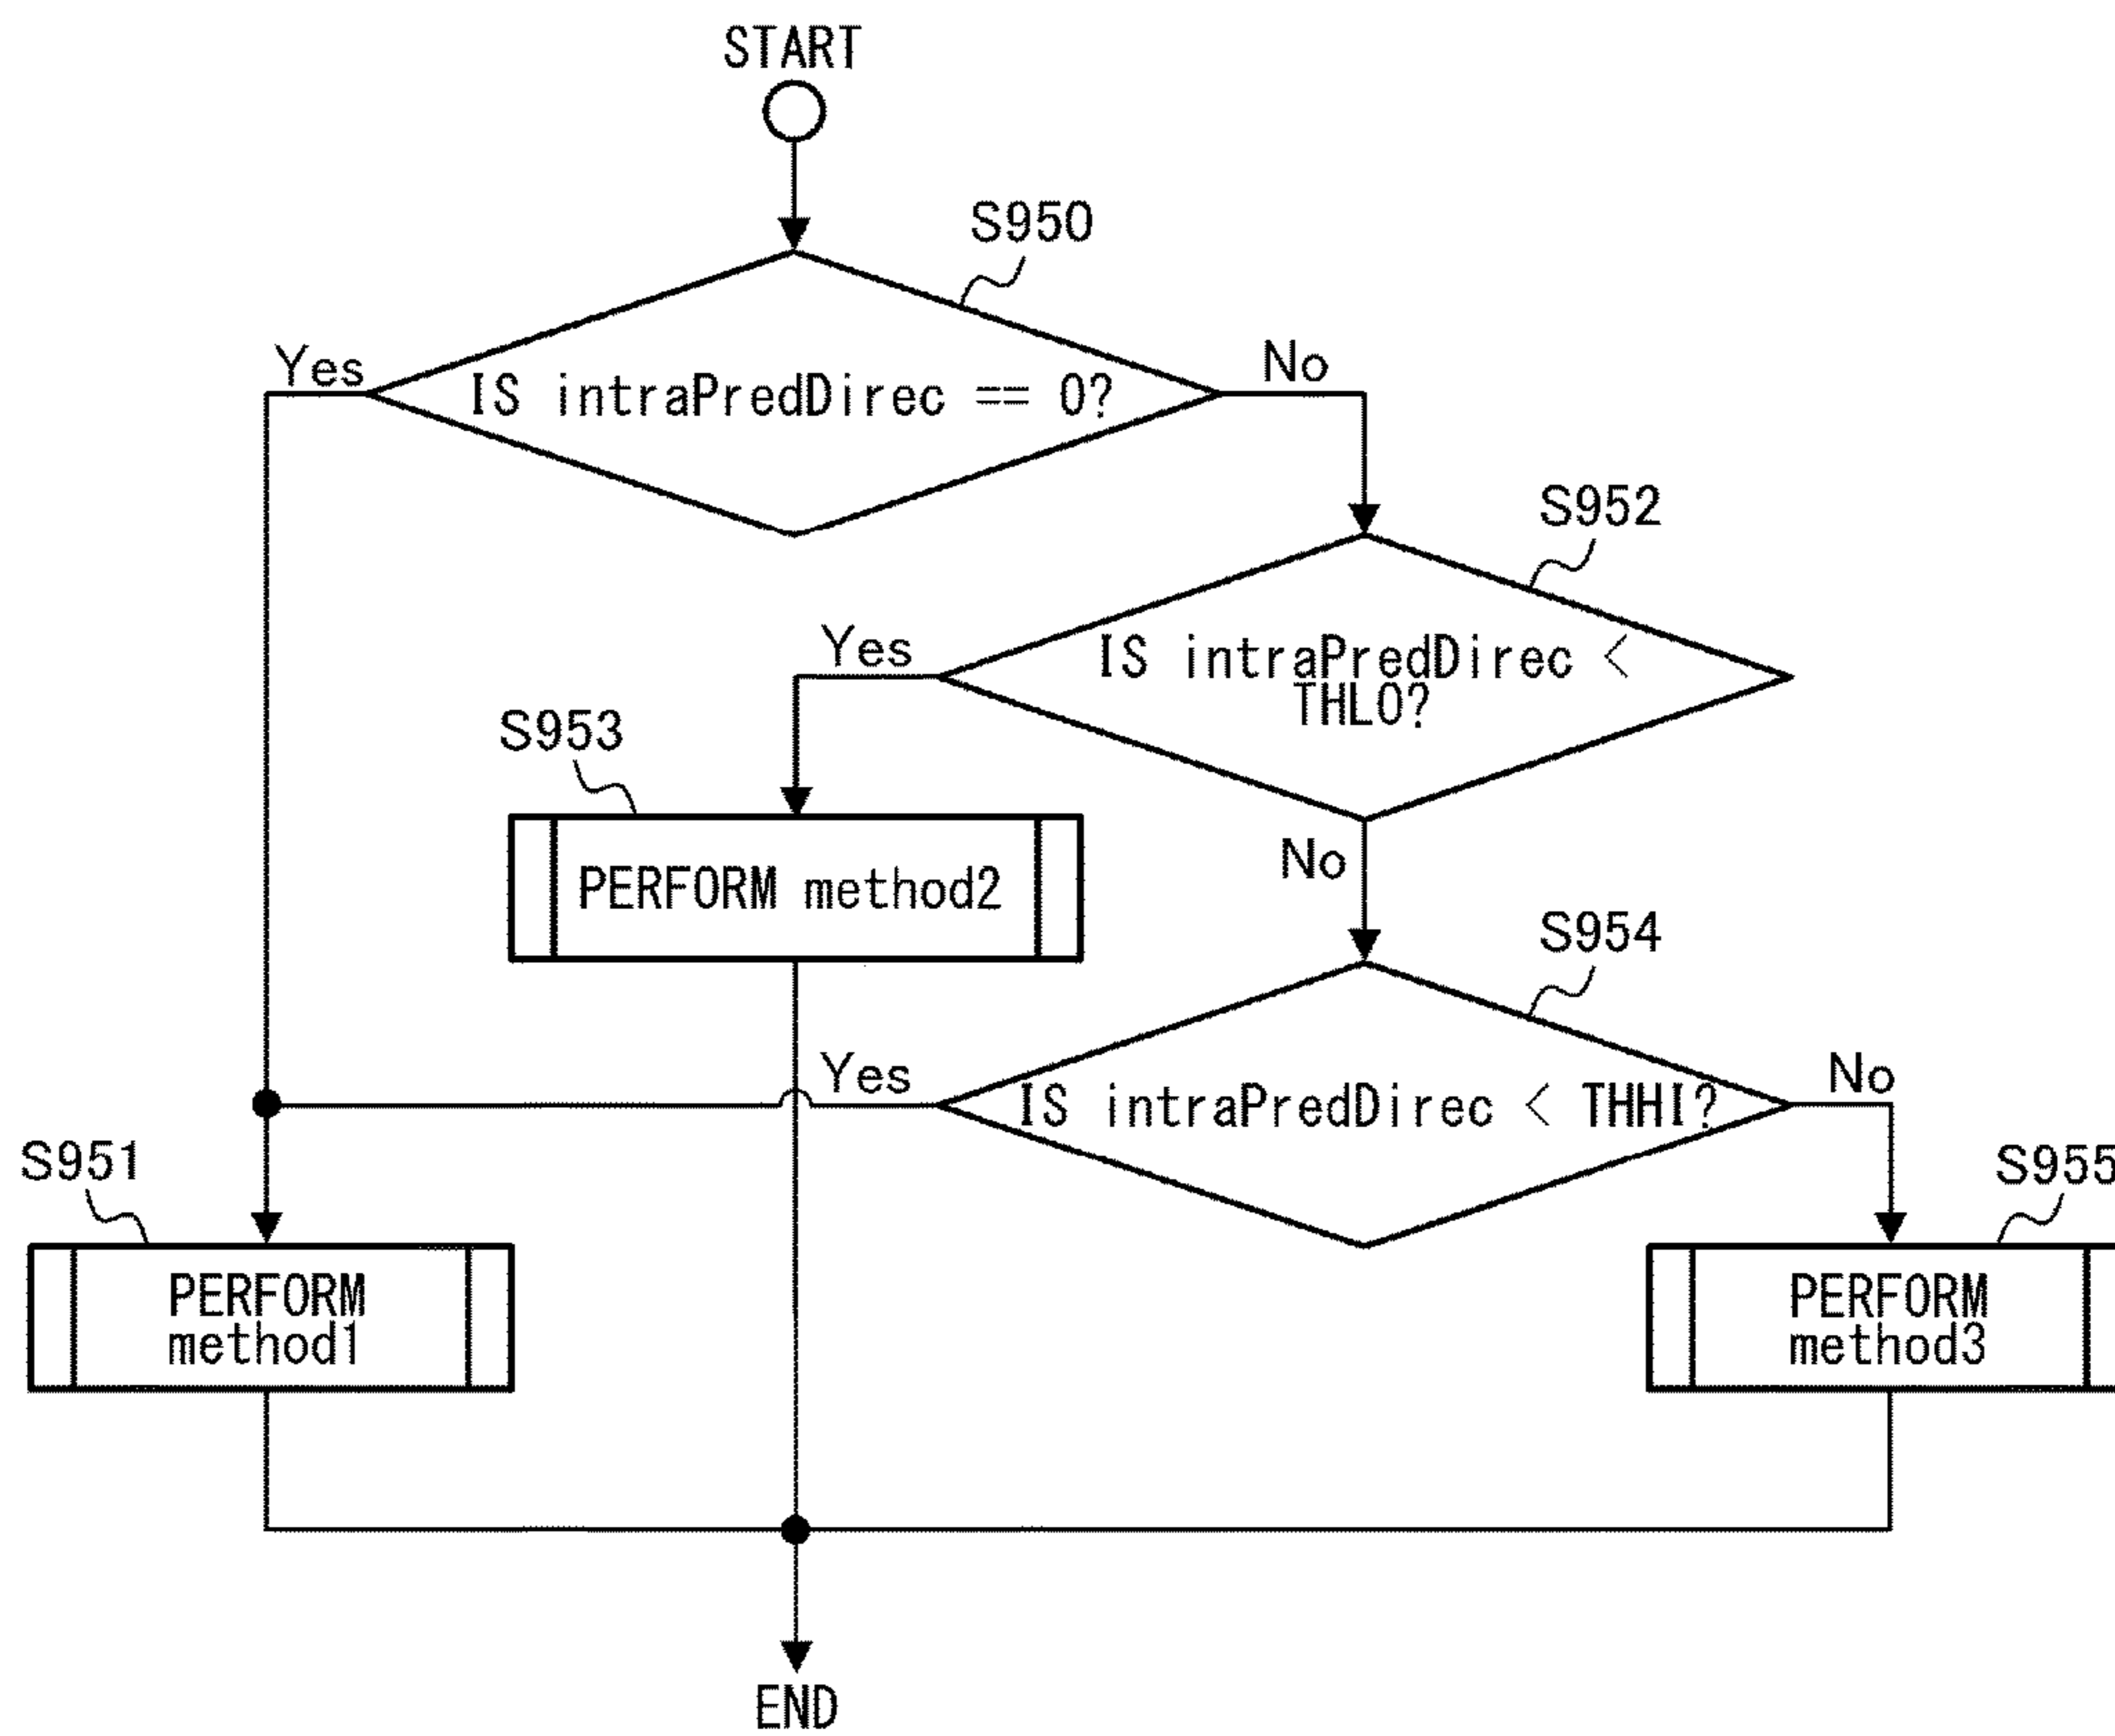 START
S950
Yes
No
IS intraPredDirec == 0?
S952
Yes
IS intraPredDirec <
THLO?
S953
No
PERFORM method2
S954
Yes
No
IS intraPredDirec < THHI?
S951
S955
PERFORM
method1
PERFORM
method3
END